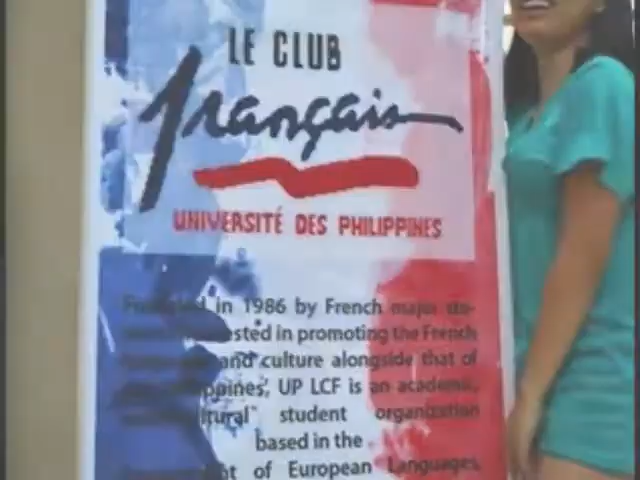 LE CLUB
français
UNIVERSITÉ DES PHILIPPINES
in 1986 by French major
in promoting the French
and culture alongside that of
UP LCF is an academic,
student organization
based in the
of European Languages,